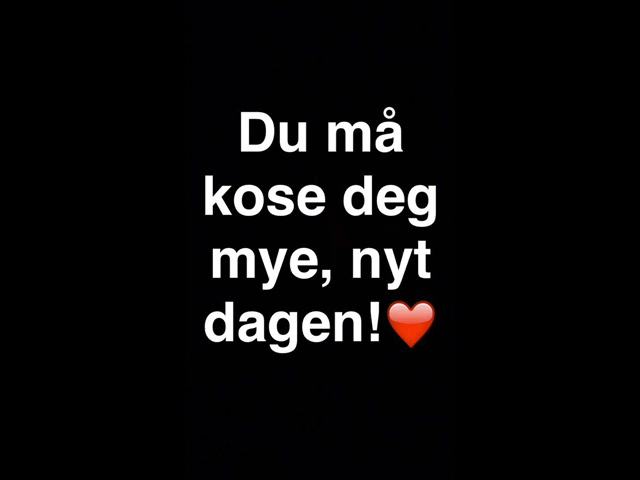 Du må
kose deg
mye, nyt
dagen!❤️